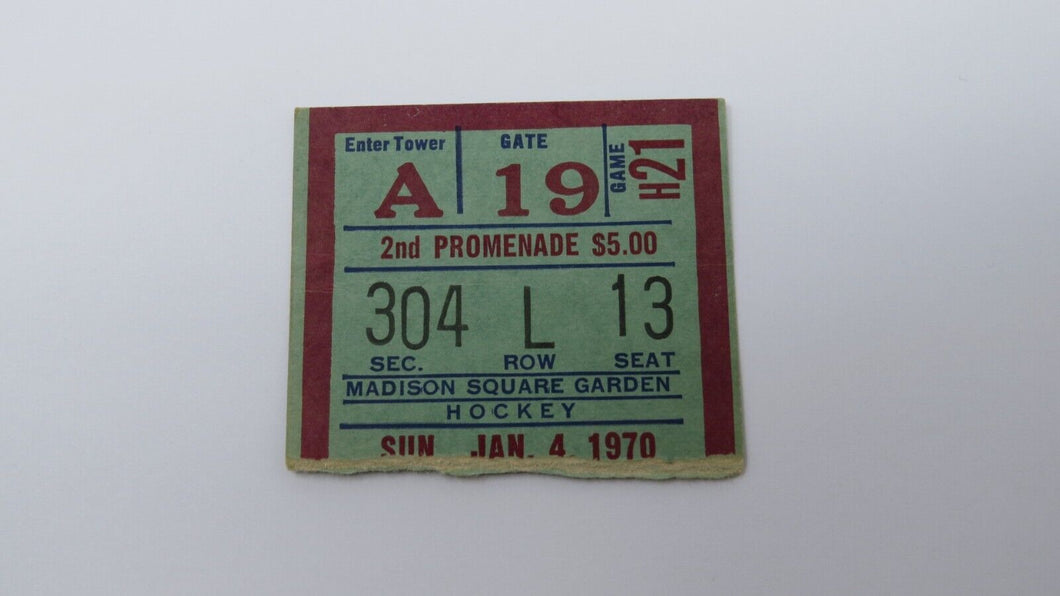 Enter Tower GATE GAME
A 19 H21
2nd PROMENADE $5.00
304 L 13
SEC. ROW SEAT
MADISON SQUARE GARDEN
HOCKEY
SUN. JAN. 4, 1970